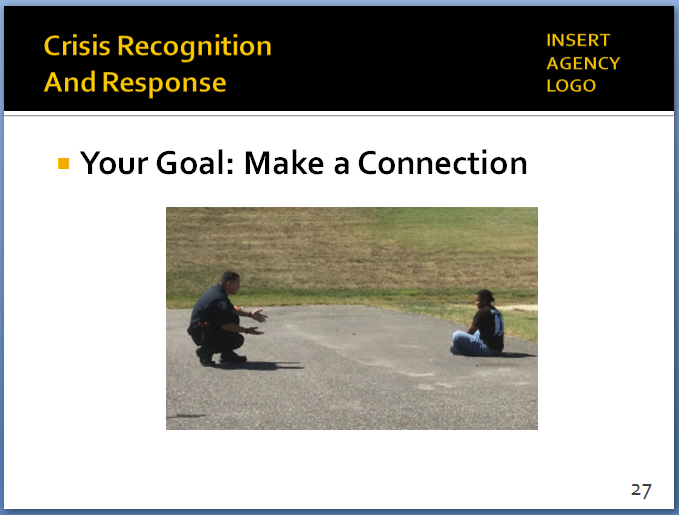 Crisis Recognition
And Response
INSERT
AGENCY
LOGO
Your Goal: Make a Connection
27